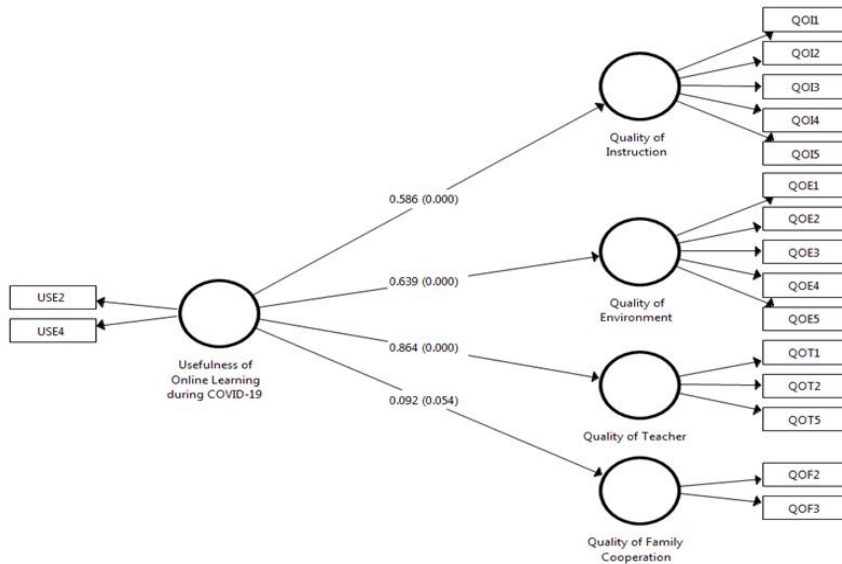 QOI1
QOI2
QOI3
QOI4
QOI5
Quality of
Instruction
0.586 (0.000)
QOE1
QOE2
QOE3
QOE4
QOE5
Quality of
Environment
0.639 (0.000)
USE2
USE4
Usefulness of
Online Learning
during COVID-19
0.864 (0.000)
QOT1
QOT2
QOT5
Quality of Teacher
0.092 (0.054)
QOF2
QOF3
Quality of Family
Cooperation